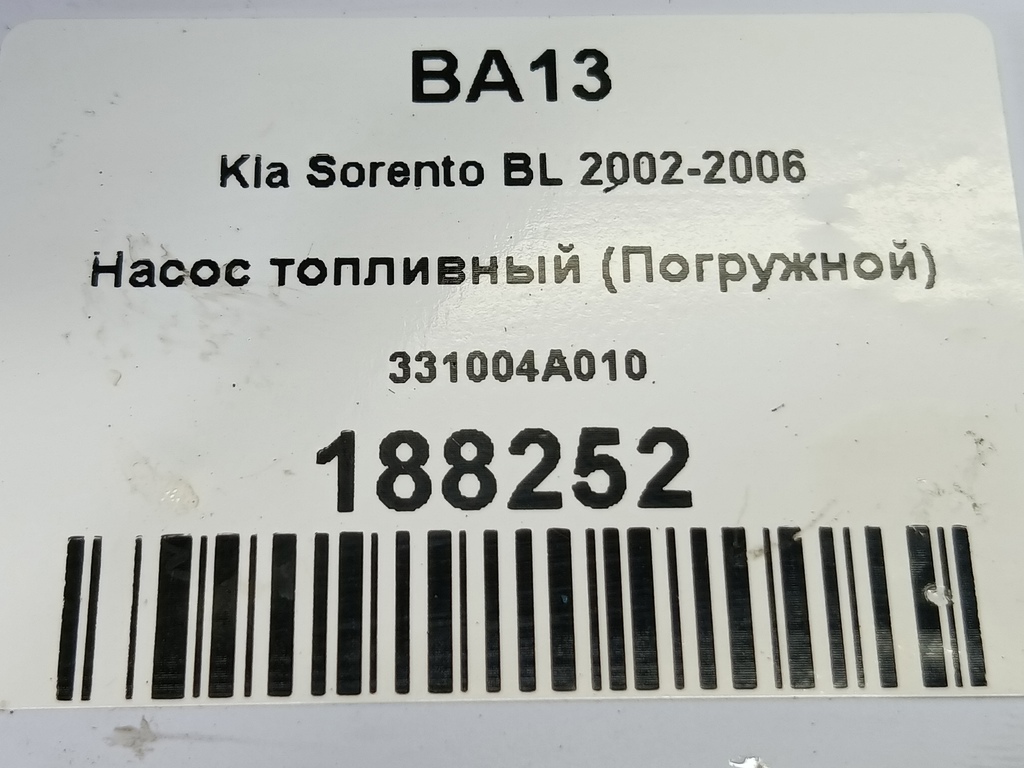 BA13
Kia Sorento BL 2002-2006
Насос топливный (Погружной)
331004A010
188252